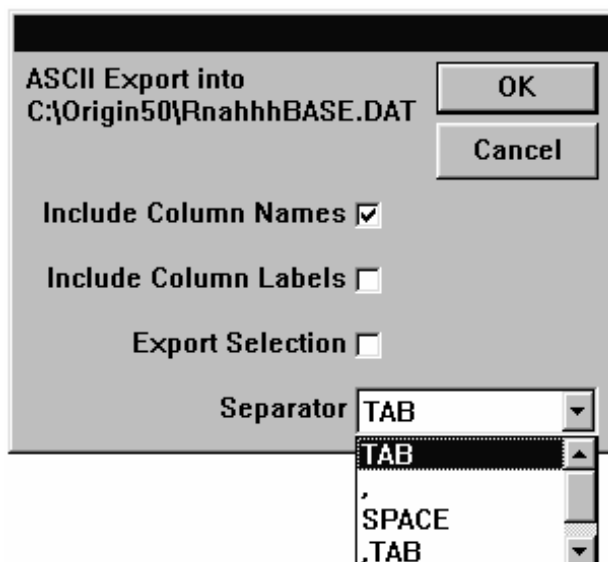 ASCII Export into
C:\Origin50\RnahhhBASE.DAT
OK
Cancel
Include Column Names
Include Column Labels
Export Selection
Separator
TAB
TAB
,
SPACE
,TAB